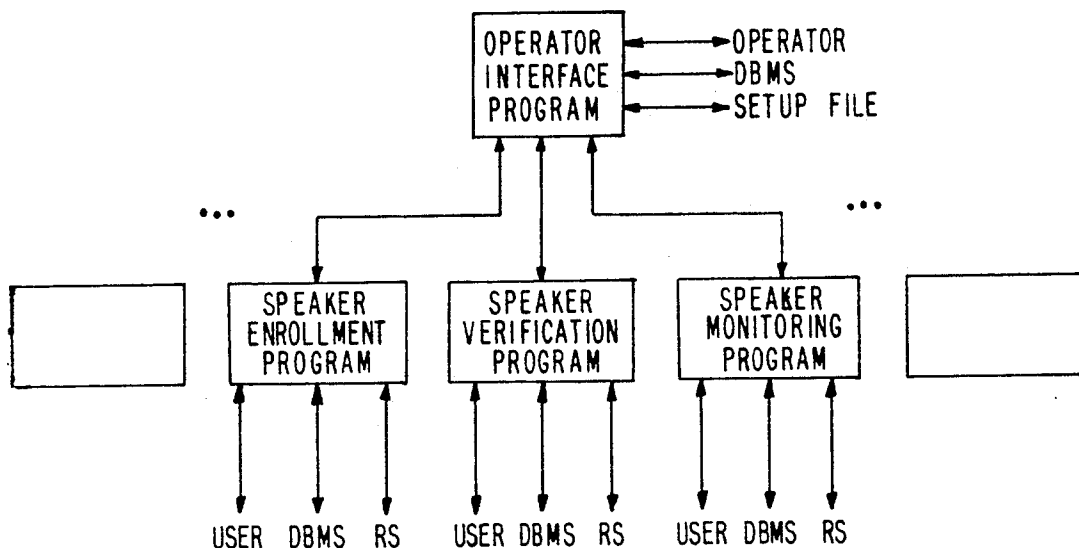 OPERATOR
INTERFACE
PROGRAM
OPERATOR
DBMS
SETUP FILE
...
...
SPEAKER
ENROLLMENT
PROGRAM
SPEAKER
VERIFICATION
PROGRAM
SPEAKER
MONITORING
PROGRAM
USER DBMS RS
USER DBMS RS
USER DBMS RS